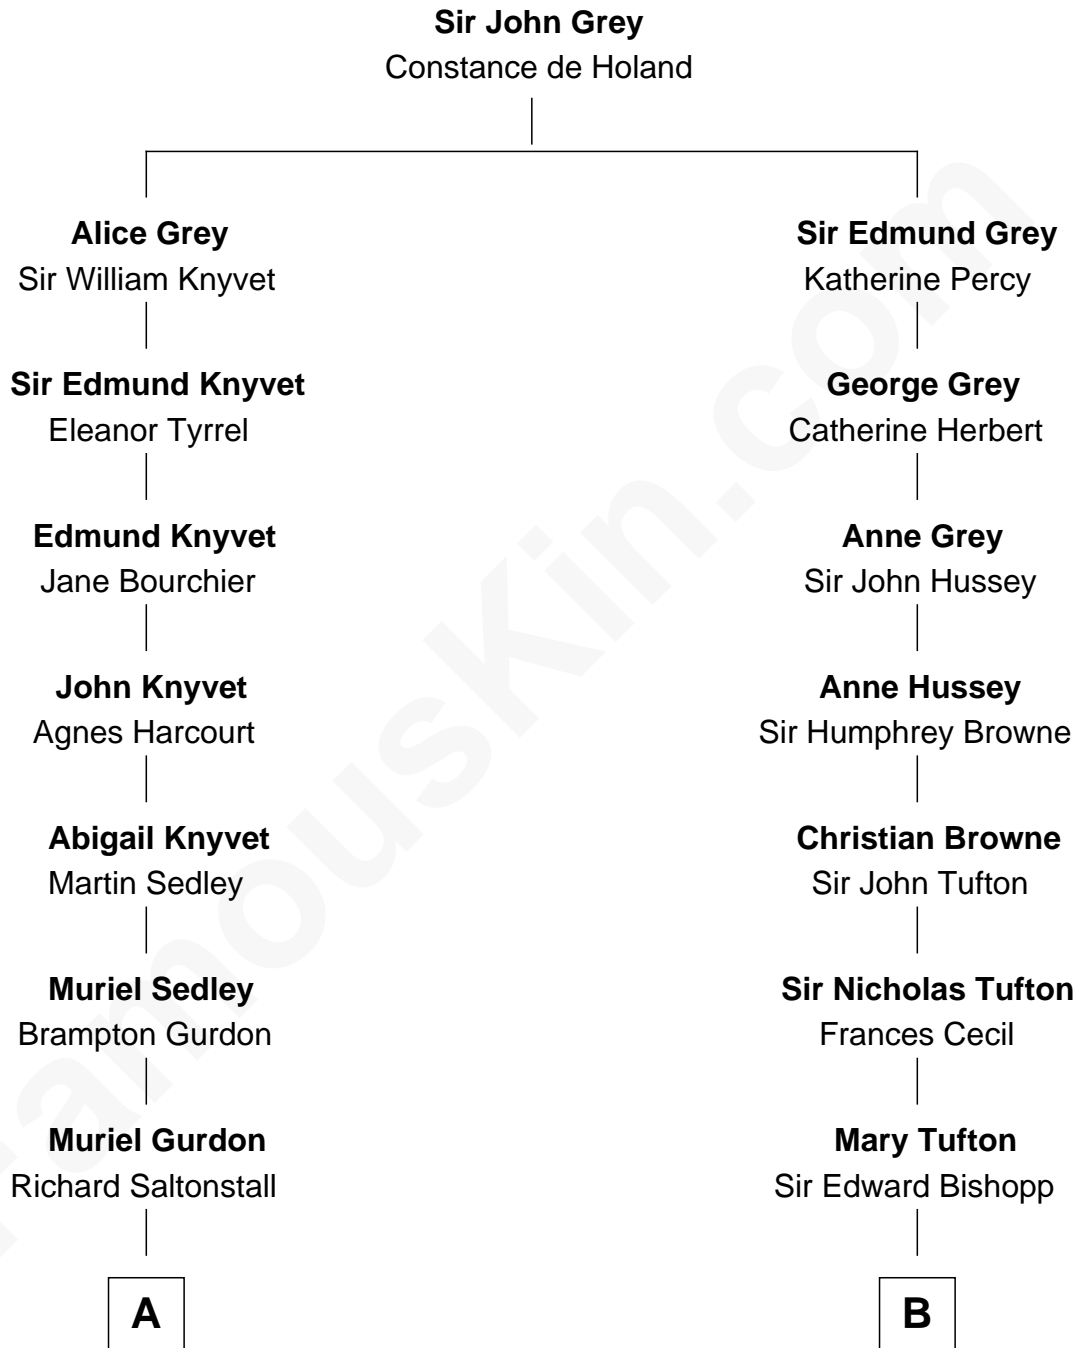 Sir John Grey
Constance de Holand
Alice Grey
Sir William Knyvet
Sir Edmund Knyvet
Eleanor Tyrrel
Edmund Knyvet
Jane Bourchier
John Knyvet
Agnes Harcourt
Abigail Knyvet
Martin Sedley
Muriel Sedley
Brampton Gurdon
Muriel Gurdon
Richard Saltonstall
A
Sir Edmund Grey
Katherine Percy
George Grey
Catherine Herbert
Anne Grey
Sir John Hussey
Anne Hussey
Sir Humphrey Browne
Christian Browne
Sir John Tufton
Sir Nicholas Tufton
Frances Cecil
Mary Tufton
Sir Edward Bishopp
B
FamousKin.com